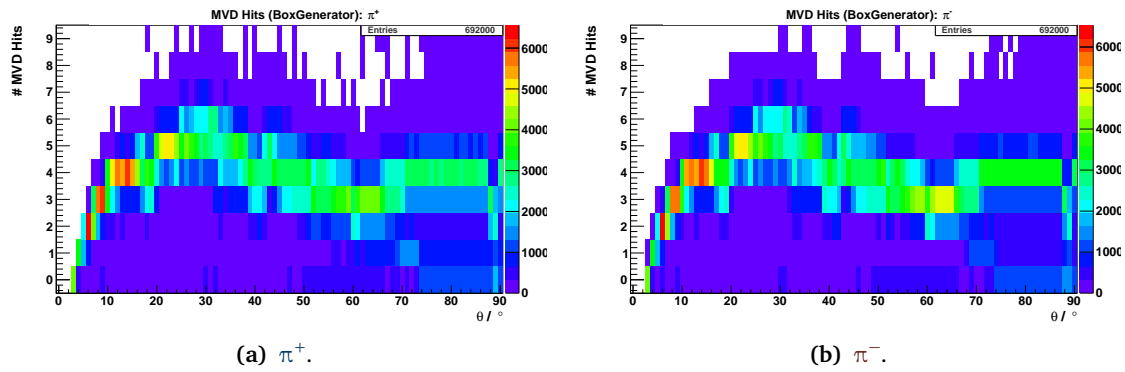 MVD Hits (BoxGenerator): π⁺
Entries 692000
# MVD Hits
9
8
7
6
5
4
3
2
1
0
0 10 20 30 40 50 60 70 80 90
θ / °
6000
5000
4000
3000
2000
1000
0
(a) π⁺.
MVD Hits (BoxGenerator): π⁻
Entries 692000
# MVD Hits
9
8
7
6
5
4
3
2
1
0
0 10 20 30 40 50 60 70 80 90
θ / °
6000
5000
4000
3000
2000
1000
0
(b) π⁻.